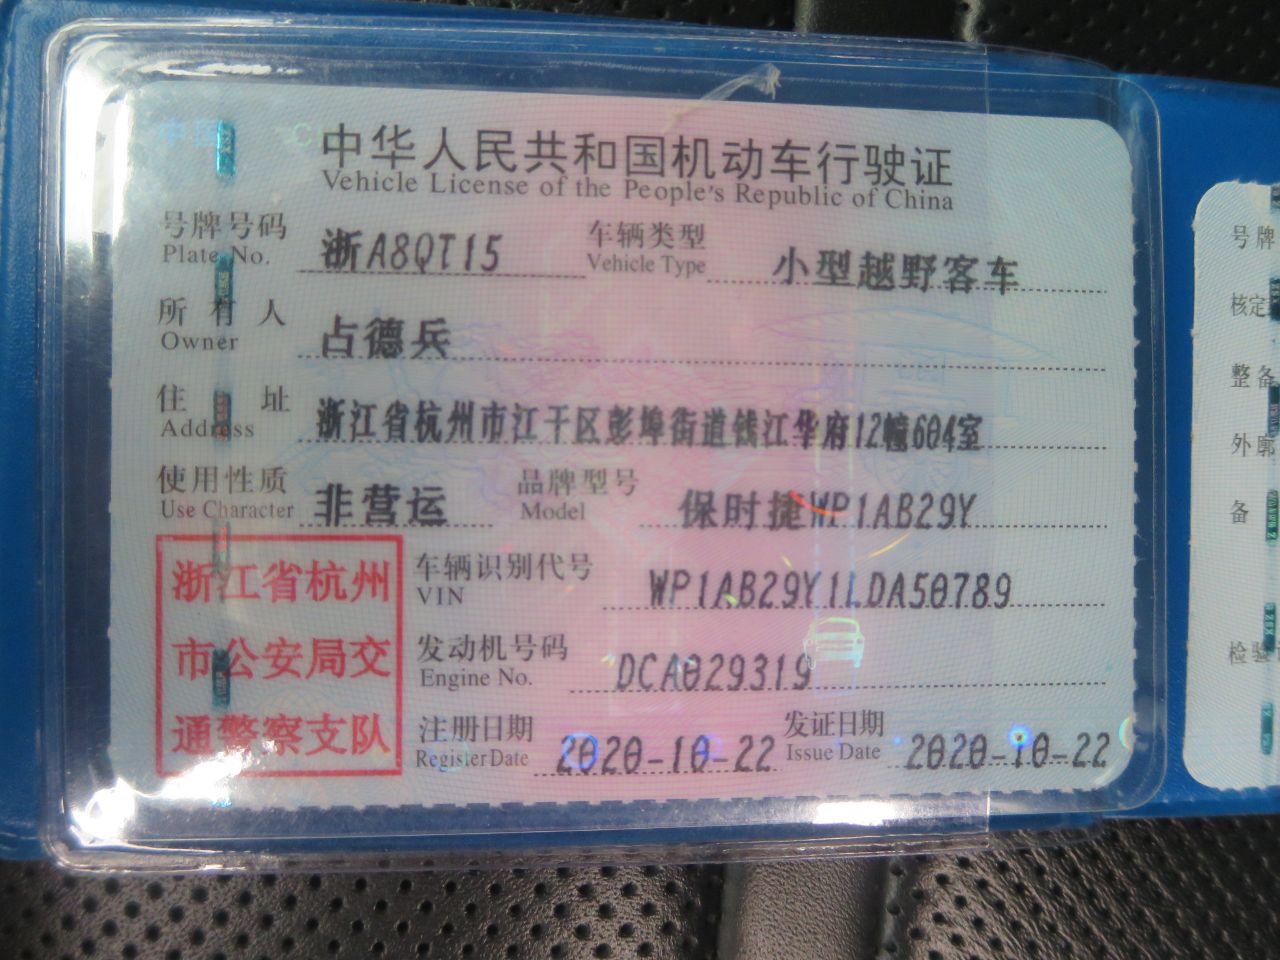 中华人民共和国机动车行驶证
Vehicle License of the People's Republic of China
号牌号码 浙A8QT15 车辆类型 小型越野客车
Plate No. Vehicle Type
所有人 占德兵
Owner
住址 浙江省杭州市江干区彭埠街道钱江华府12幢604室
Address
使用性质 非营运 品牌型号 保时捷WP1AB29Y
Use Character Model
浙江省杭州
市公安局交
通警察支队
车辆识别代号 WP1AB29Y1LDA50789
VIN
发动机号码 DCA029319
Engine No.
注册日期 2020-10-22 发证日期 2020-10-22
Register Date Issue Date
号牌
核定
整备
外廓
备
检验